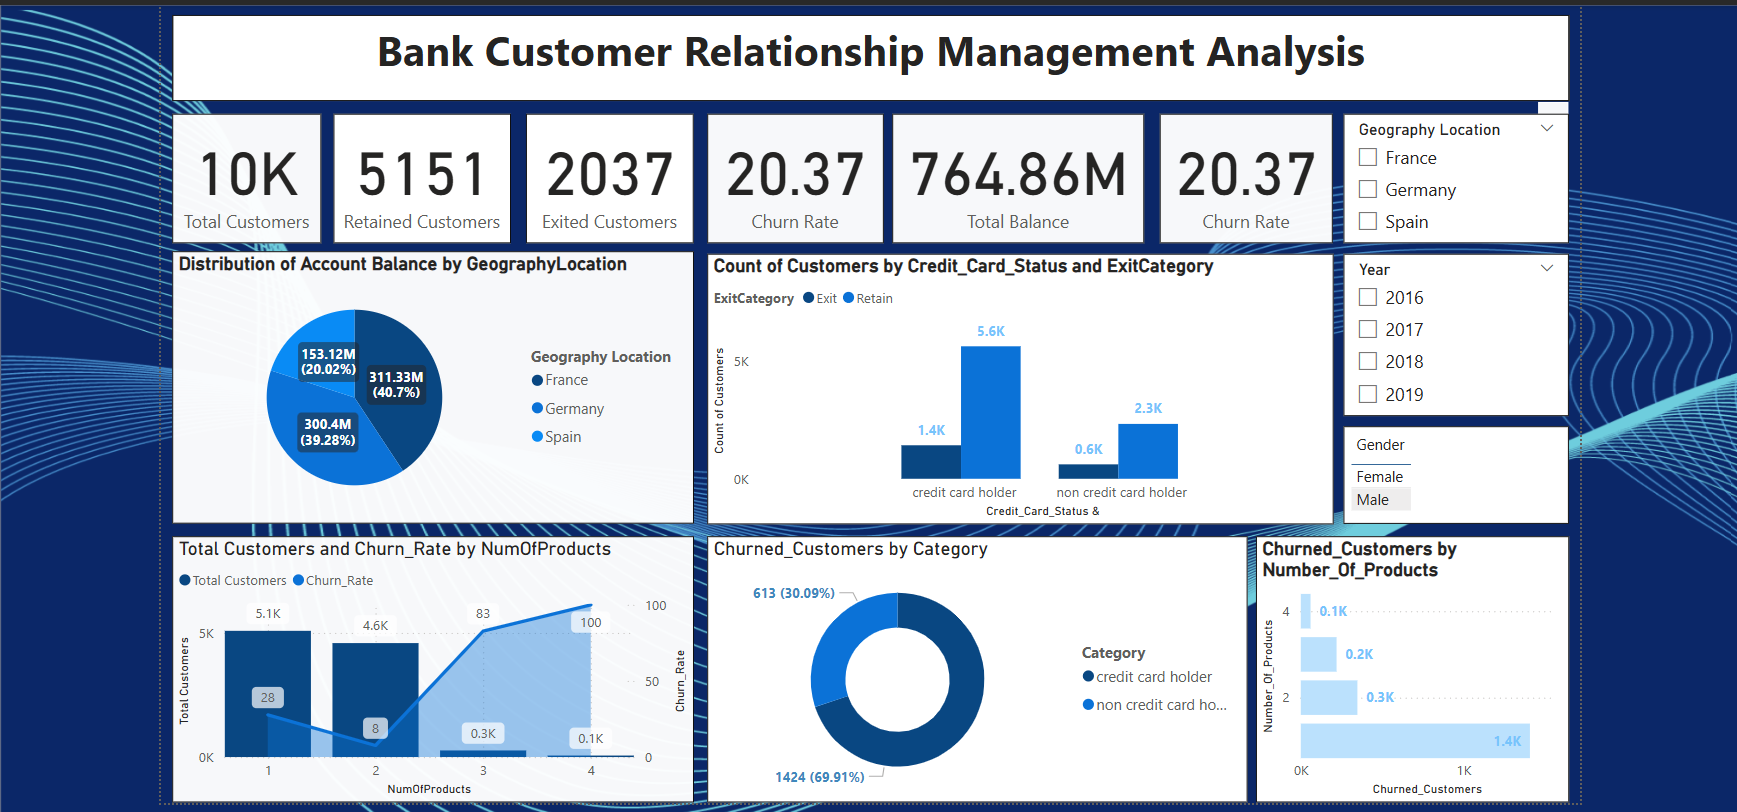 Bank Customer Relationship Management Analysis
10K
Total Customers
5151
Retained Customers
2037
Exited Customers
20.37
Churn Rate
764.86M
Total Balance
20.37
Churn Rate
Geography Location
France
Germany
Spain
Distribution of Account Balance by GeographyLocation
153.12M
(20.02%)
311.33M
(40.7%)
300.4M
(39.28%)
Geography Location
France
Germany
Spain
Count of Customers by Credit_Card_Status and ExitCategory
ExitCategory Exit Retain
Count of Customers
5K
0K
1.4K
5.6K
0.6K
2.3K
credit card holder
non credit card holder
Credit_Card_Status &
Year
2016
2017
2018
2019
Gender
Female
Male
Total Customers and Churn_Rate by NumOfProducts
Total Customers Churn_Rate
Total Customers
5K
0K
5.1K
4.6K
83
100
28
8
0.3K
0.1K
100
50
0
Churn_Rate
1 2 3 4
NumOfProducts
Churned_Customers by Category
613 (30.09%)
1424 (69.91%)
Category
credit card holder
non credit card ho...
Churned_Customers by
Number_Of_Products
Number_Of_Products
4
2
0.1K
0.2K
0.3K
1.4K
0K 1K
Churned_Customers